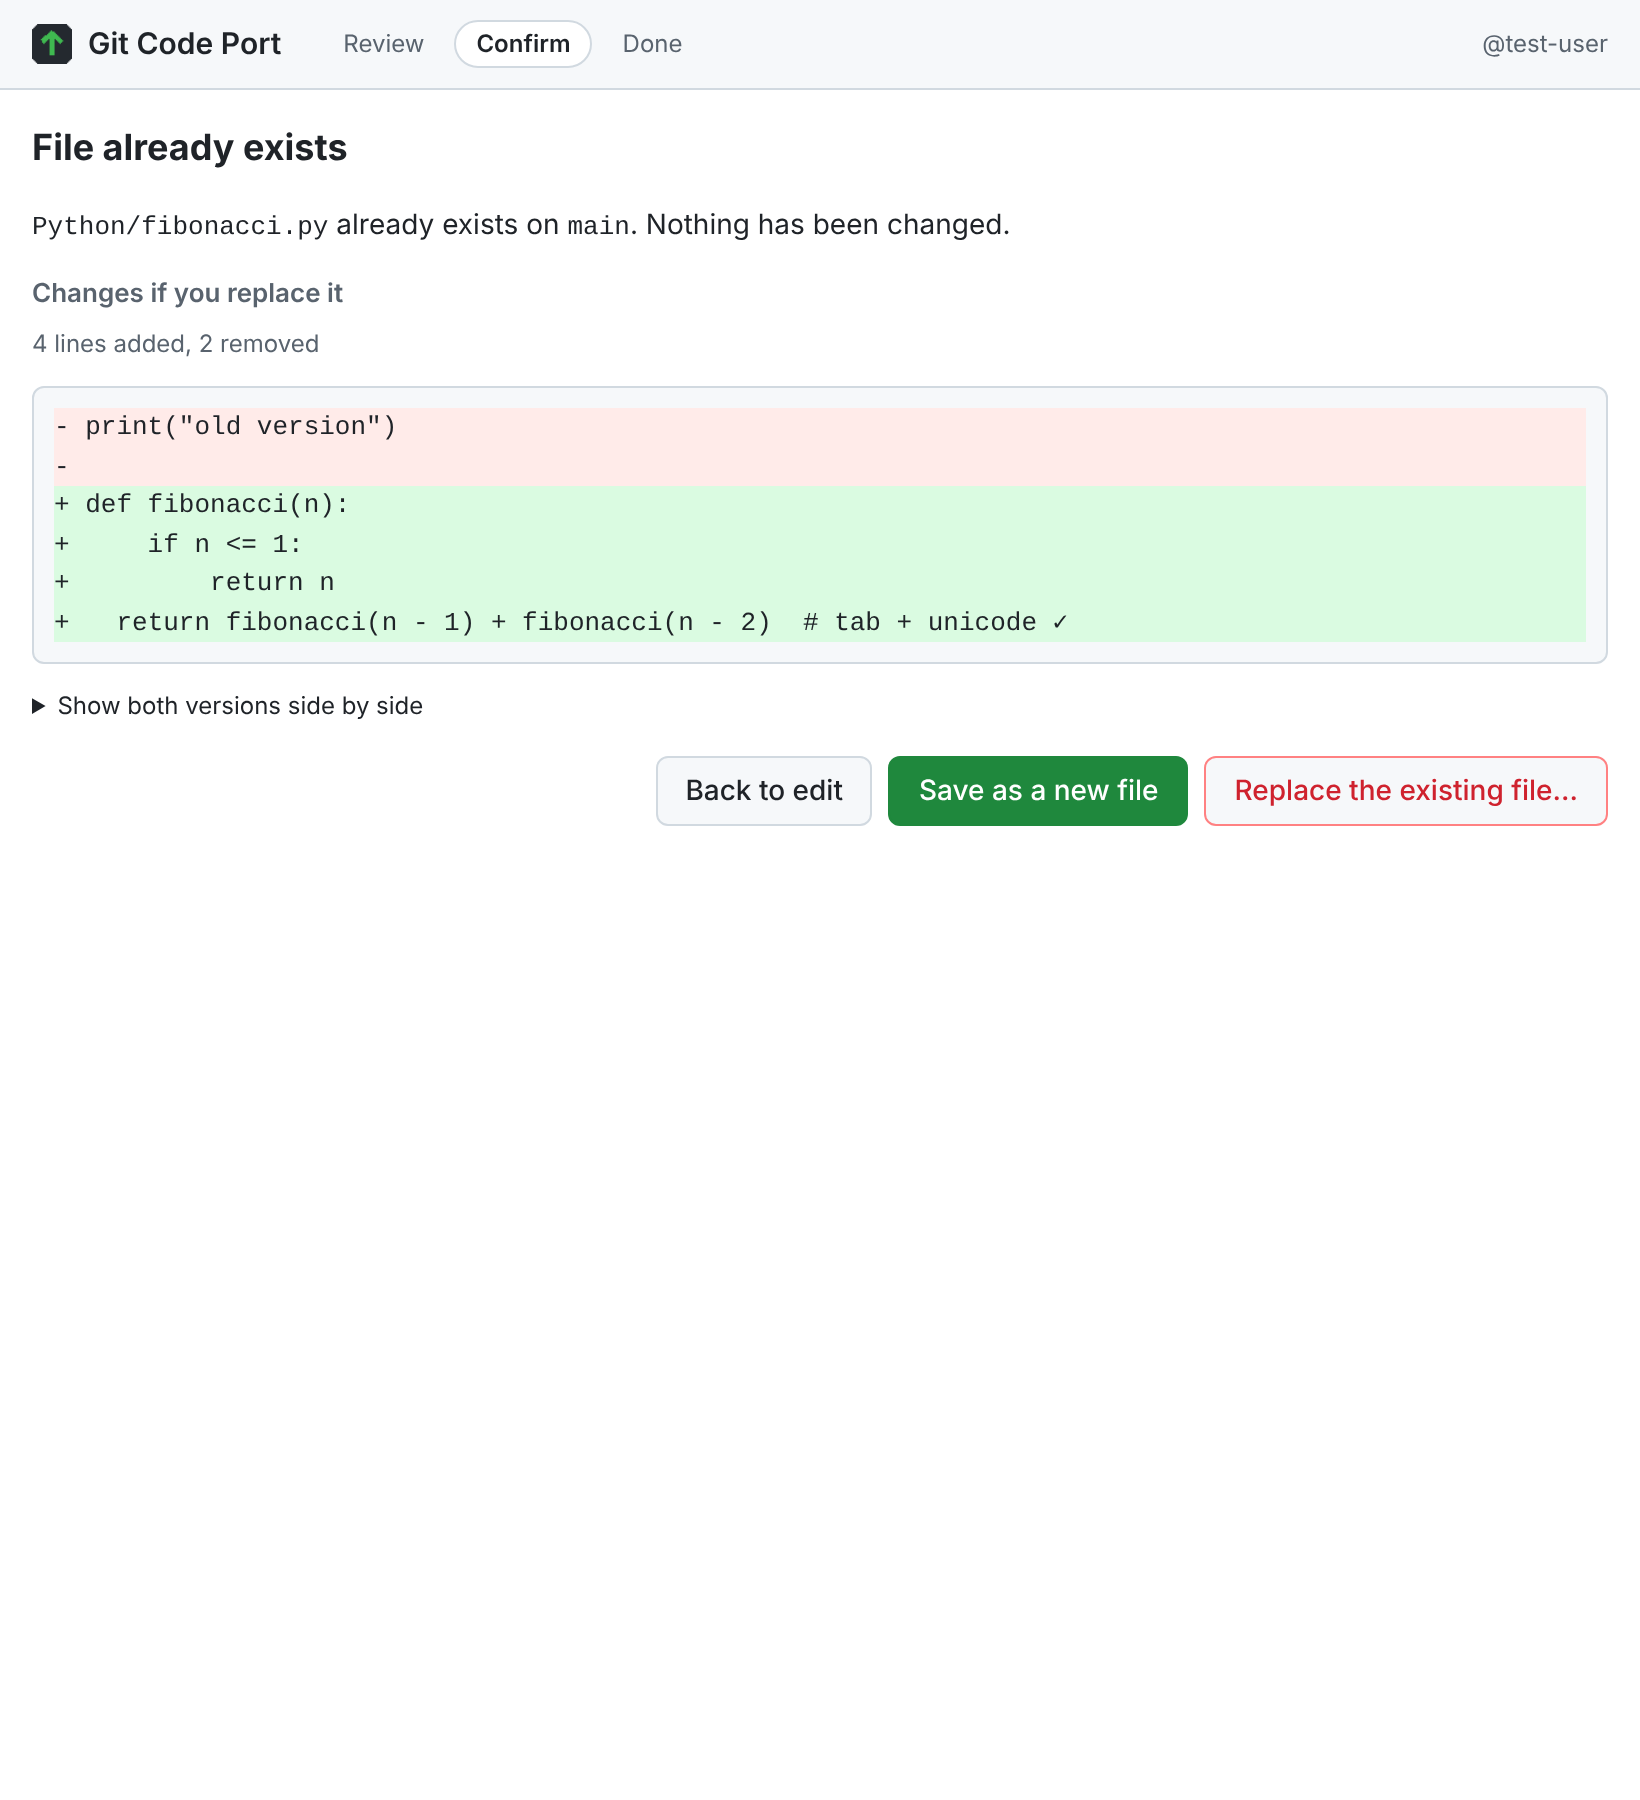 Git Code Port Review Confirm Done @test-user
File already exists
Python/fibonacci.py already exists on main. Nothing has been changed.
Changes if you replace it
4 lines added, 2 removed
- print("old version")
-
+ def fibonacci(n):
+     if n <= 1:
+         return n
+   return fibonacci(n - 1) + fibonacci(n - 2)  # tab + unicode ✓
Show both versions side by side
Back to edit Save as a new file Replace the existing file...